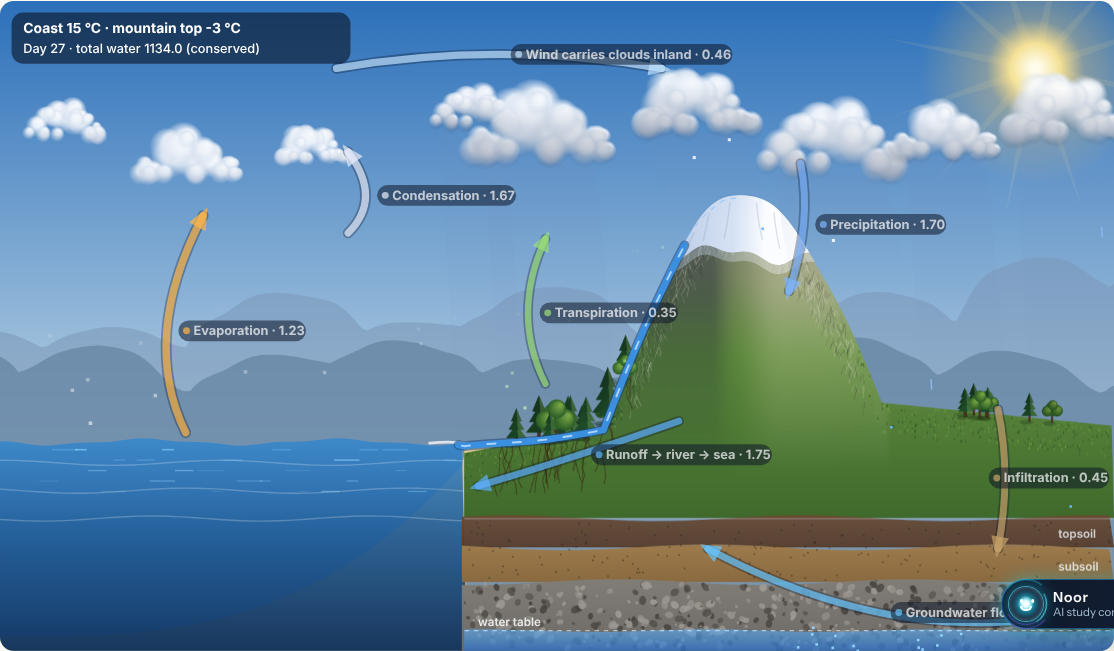 Coast 15 °C · mountain top -3 °C
Day 27 · total water 1134.0 (conserved)
Wind carries clouds inland · 0.46
Condensation · 1.67
Precipitation · 1.70
Transpiration · 0.35
Evaporation · 1.23
Runoff → river → sea · 1.75
Infiltration · 0.45
topsoil
subsoil
Noor
AI study
Groundwater
water table